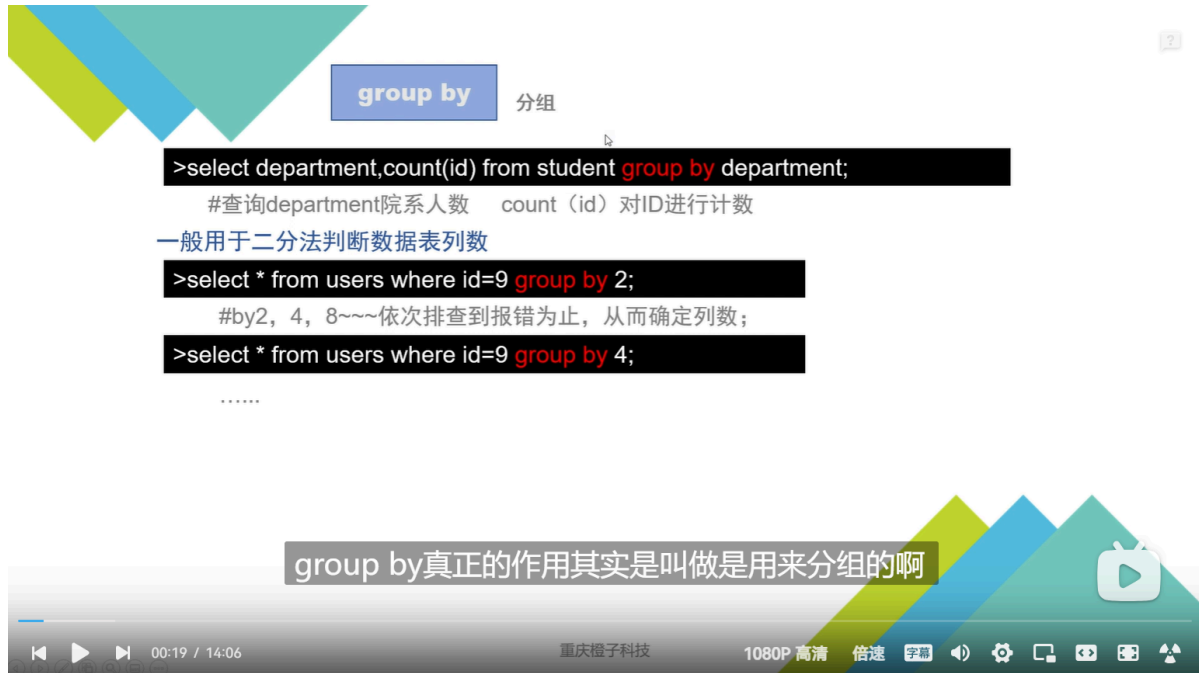 group by
分组
>select department,count(id) from student group by department;
#查询department院系人数 count（id）对ID进行计数
一般用于二分法判断数据表列数
>select * from users where id=9 group by 2;
#by2，4，8~~~依次排查到报错为止，从而确定列数；
>select * from users where id=9 group by 4;
…...
group by真正的作用其实是叫做是用来分组的啊
00:19 / 14:06
重庆橙子科技
1080P 高清
倍速
字幕